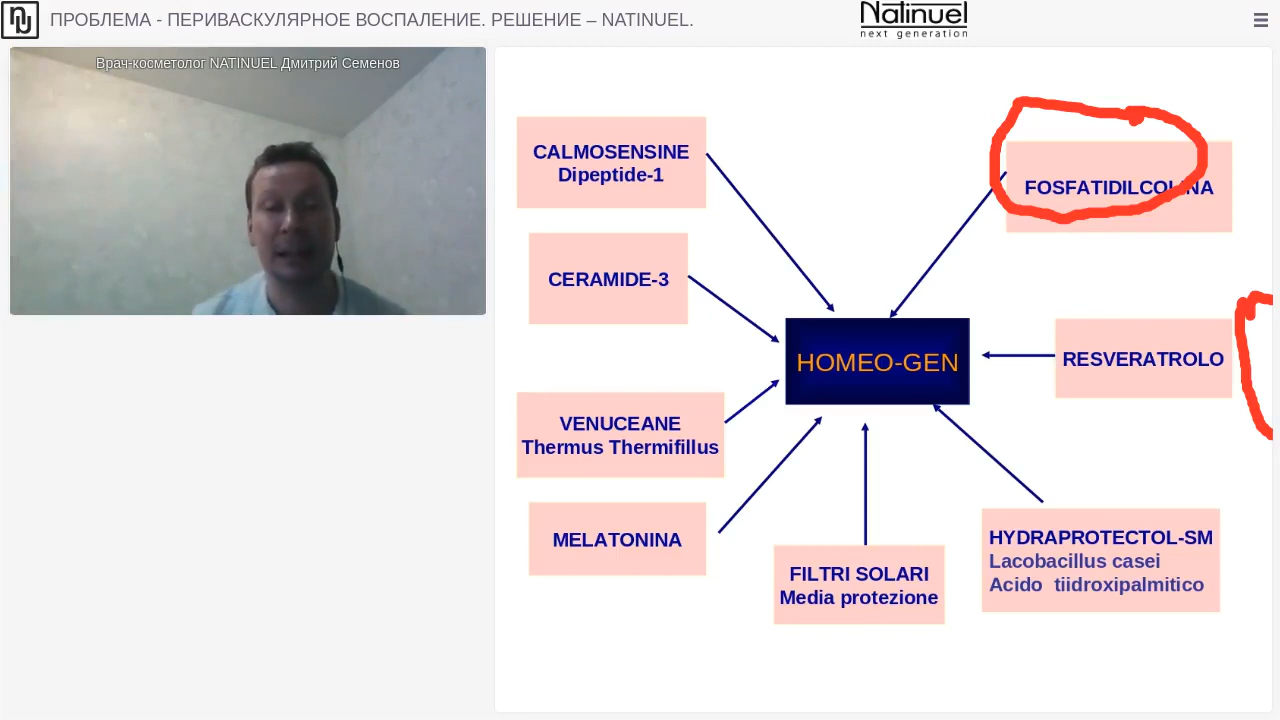 ПРОБЛЕМА - ПЕРИВАСКУЛЯРНОЕ ВОСПАЛЕНИЕ. РЕШЕНИЕ – NATINUEL.
Natinuel
next generation
Врач-косметолог NATINUEL Дмитрий Семенов
CALMOSENSINE
Dipeptide-1
FOSFATIDILCOLINA
CERAMIDE-3
HOMEO-GEN
RESVERATROLO
VENUCEANE
Thermus Thermifillus
MELATONINA
FILTRI SOLARI
Media protezione
HYDRAPROTECTOL-SM
Lacobacillus casei
Acido tiidroxipalmitico